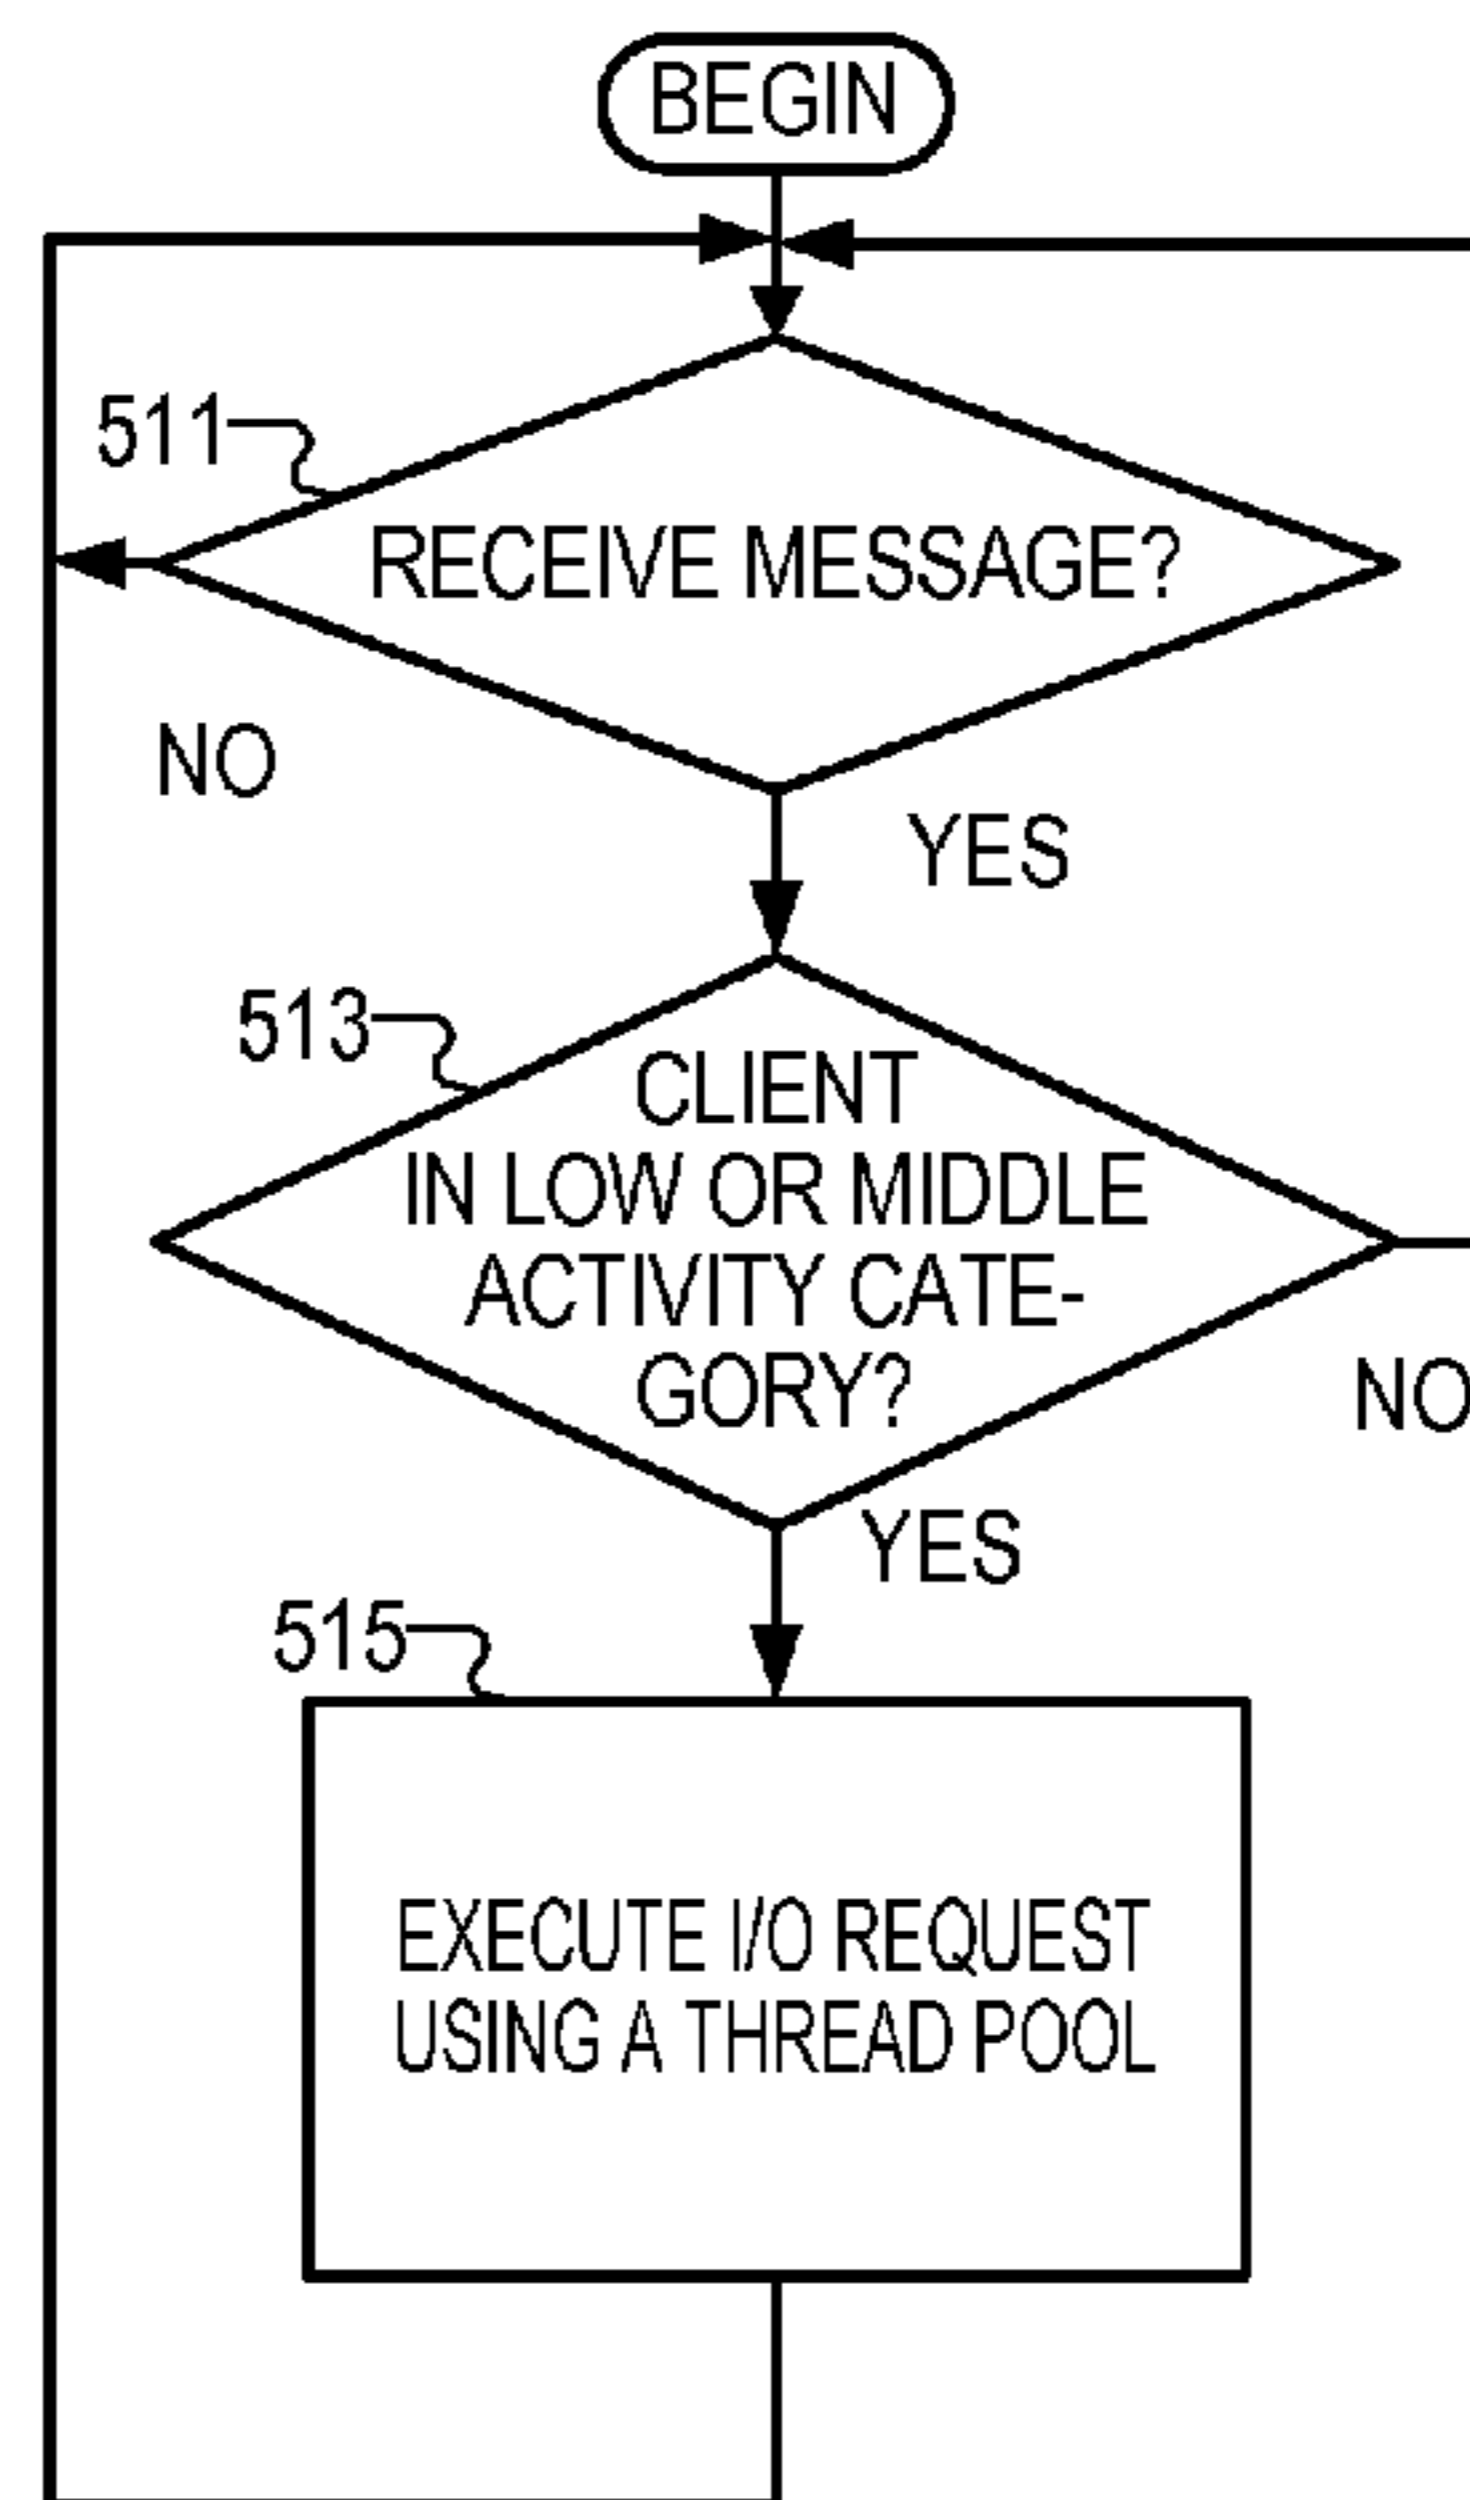 BEGIN
511
RECEIVE MESSAGE?
NO
YES
513
CLIENT
IN LOW OR MIDDLE
ACTIVITY CATE-
GORY?
NO
YES
515
EXECUTE I/O REQUEST
USING A THREAD POOL